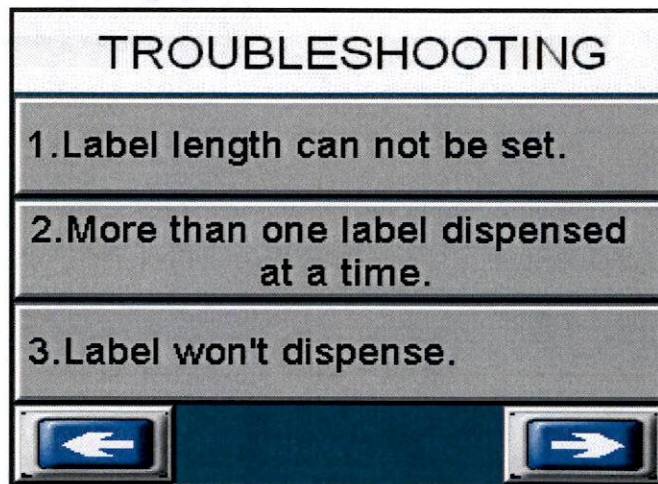 TROUBLESHOOTING
1.Label length can not be set.
2.More than one label dispensed
at a time.
3.Label won't dispense.